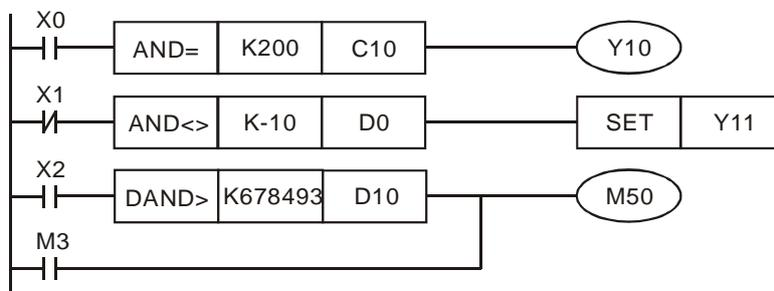 X0
AND= K200 C10 Y10
X1
AND<> K-10 D0 SET Y11
X2
DAND> K678493 D10 M50
M3